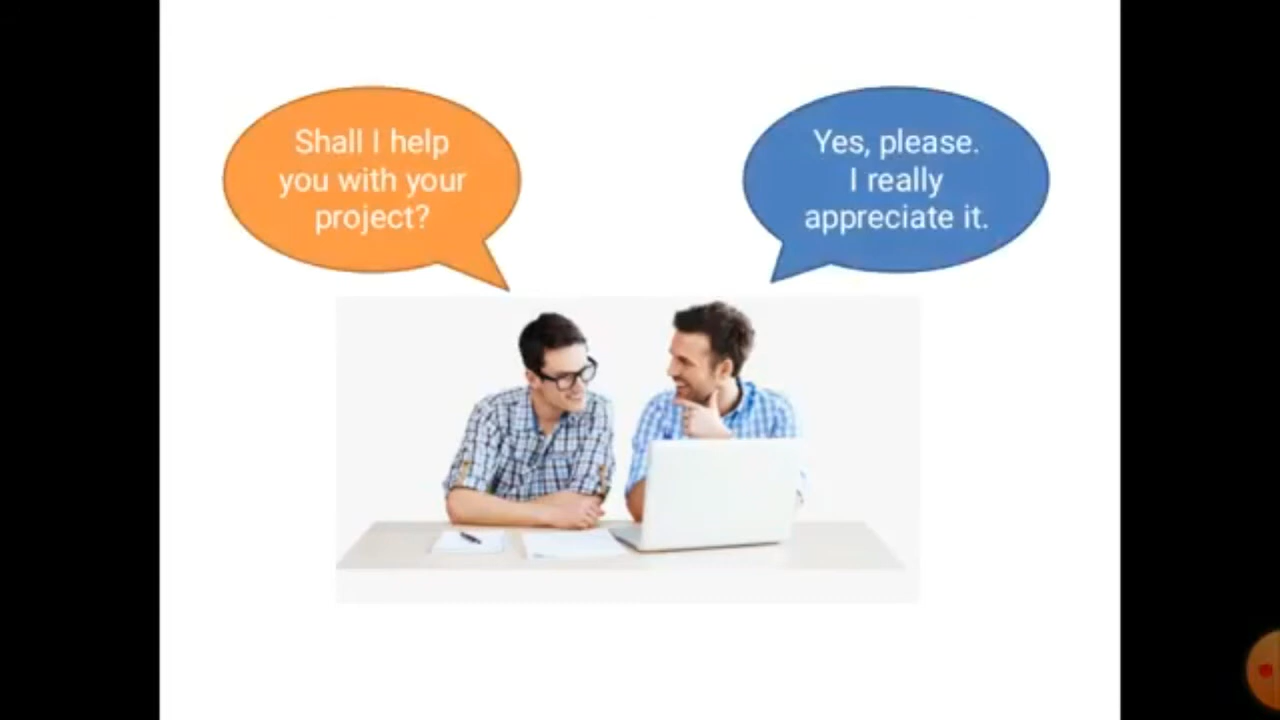 Shall I help
you with your
project?
Yes, please.
I really
appreciate it.